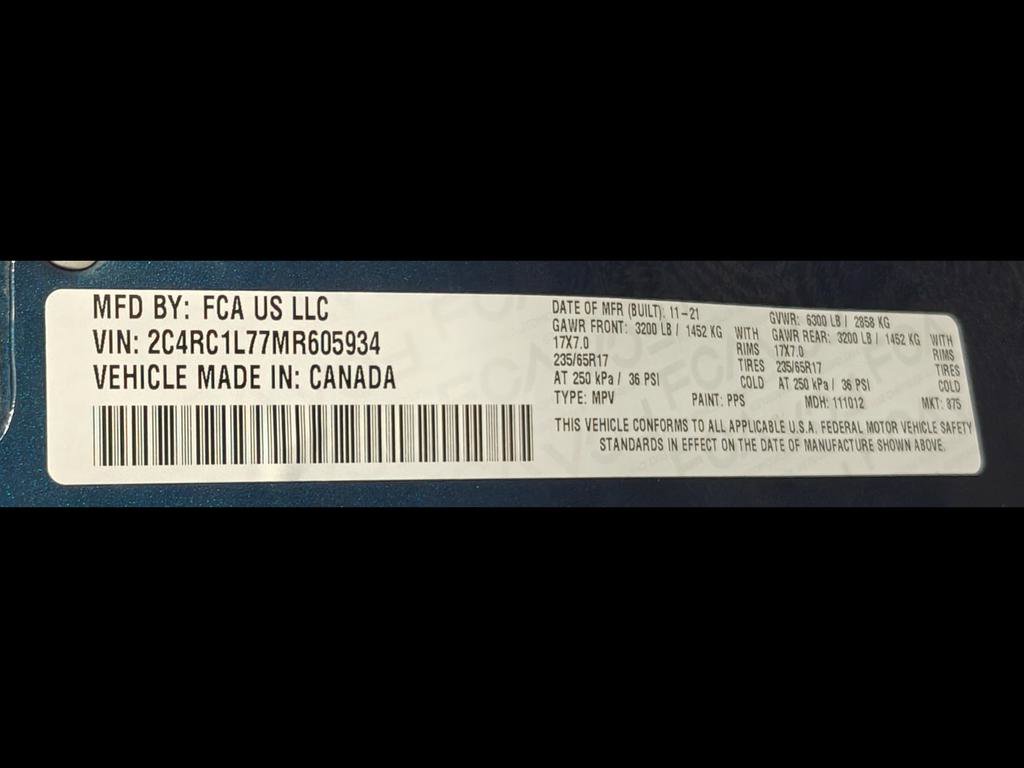 MFD BY: FCA US LLC
VIN: 2C4RC1L77MR605934
VEHICLE MADE IN: CANADA
DATE OF MFR (BUILT): 11-21 GVWR: 6300 LB / 2858 KG
GAWR FRONT: 3200 LB / 1452 KG WITH GAWR REAR: 3200 LB / 1452 KG WITH
17X7.0 RIMS 17X7.0 RIMS
235/65R17 TIRES 235/65R17 TIRES
AT 250 kPa / 36 PSI COLD AT 250 kPa / 36 PSI COLD
TYPE: MPV PAINT: PPS MDH: 111012 MKT: 875
THIS VEHICLE CONFORMS TO ALL APPLICABLE U.S.A. FEDERAL MOTOR VEHICLE SAFETY
STANDARDS IN EFFECT ON THE DATE OF MANUFACTURE SHOWN ABOVE.